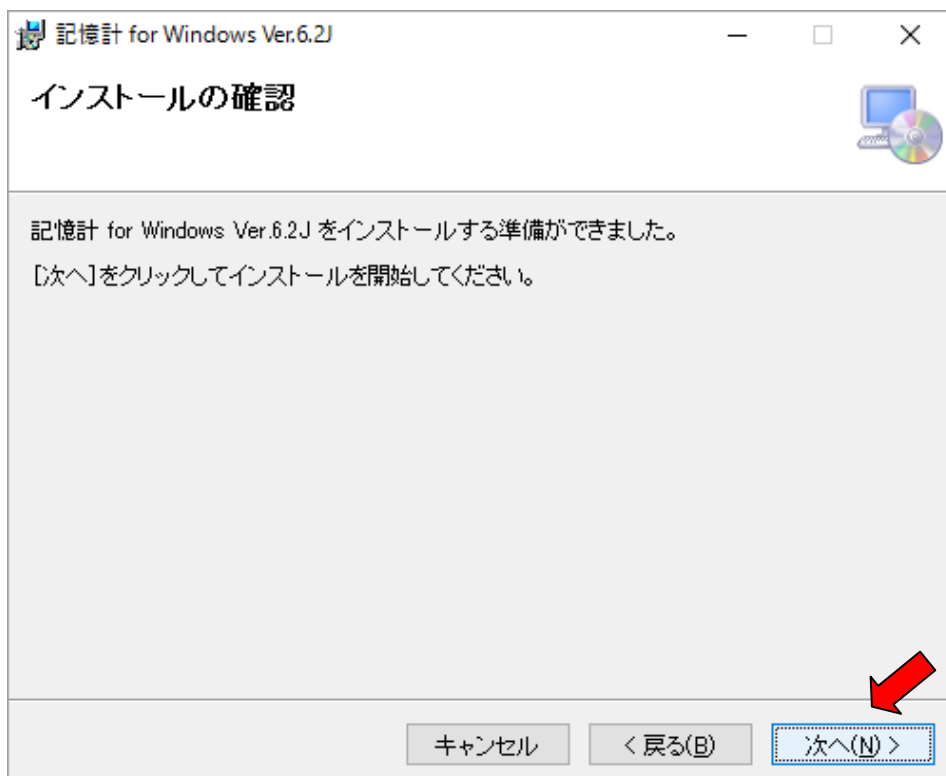 記憶計 for Windows Ver.6.2J
インストールの確認
記憶計 for Windows Ver.6.2J をインストールする準備ができました。
[次へ]をクリックしてインストールを開始してください。
キャンセル
< 戻る(B)
次へ(N) >